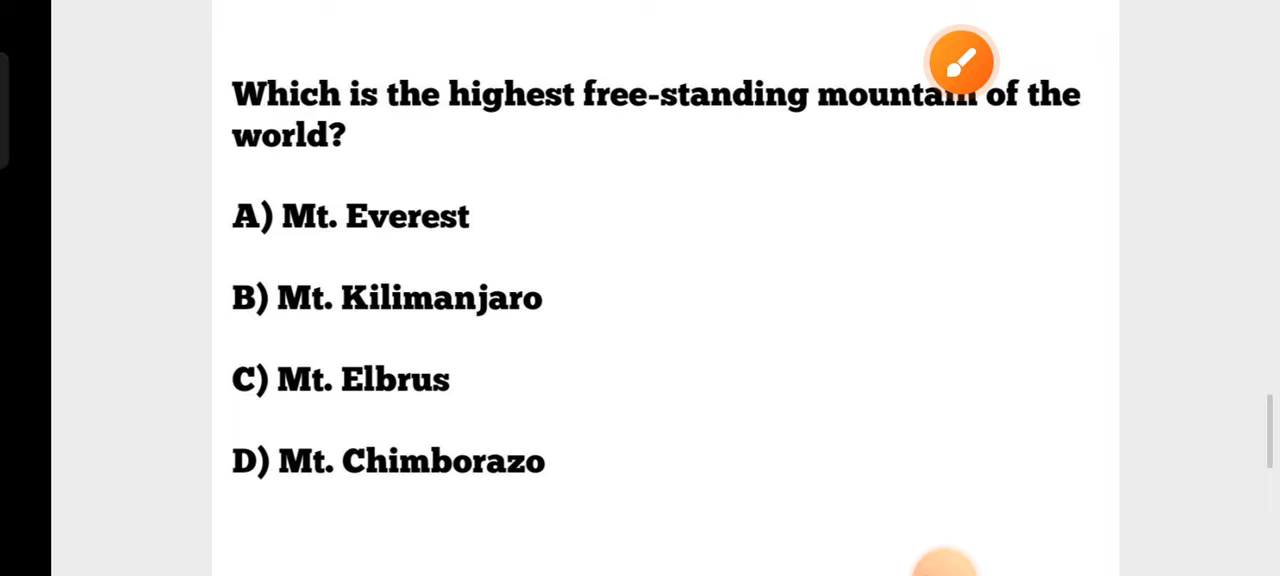 Which is the highest free-standing mountain of the
world?
A) Mt. Everest
B) Mt. Kilimanjaro
C) Mt. Elbrus
D) Mt. Chimborazo